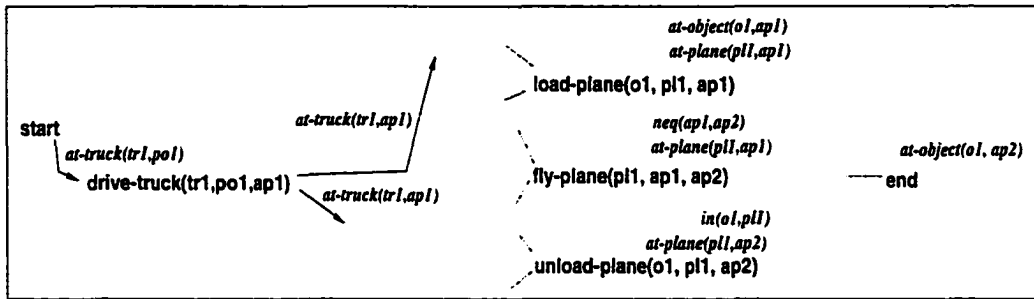 at-object(o1,ap1)
at-plane(pl1,ap1)
load-plane(o1, pl1, ap1)
at-truck(tr1,ap1)
start
neq(ap1,ap2)
at-truck(tr1,po1)
at-plane(pl1,ap1)
at-object(o1, ap2)
drive-truck(tr1,po1,ap1)
at-truck(tr1,ap1)
fly-plane(pl1, ap1, ap2)
end
in(o1,pl1)
at-plane(pl1,ap2)
unload-plane(o1, pl1, ap2)